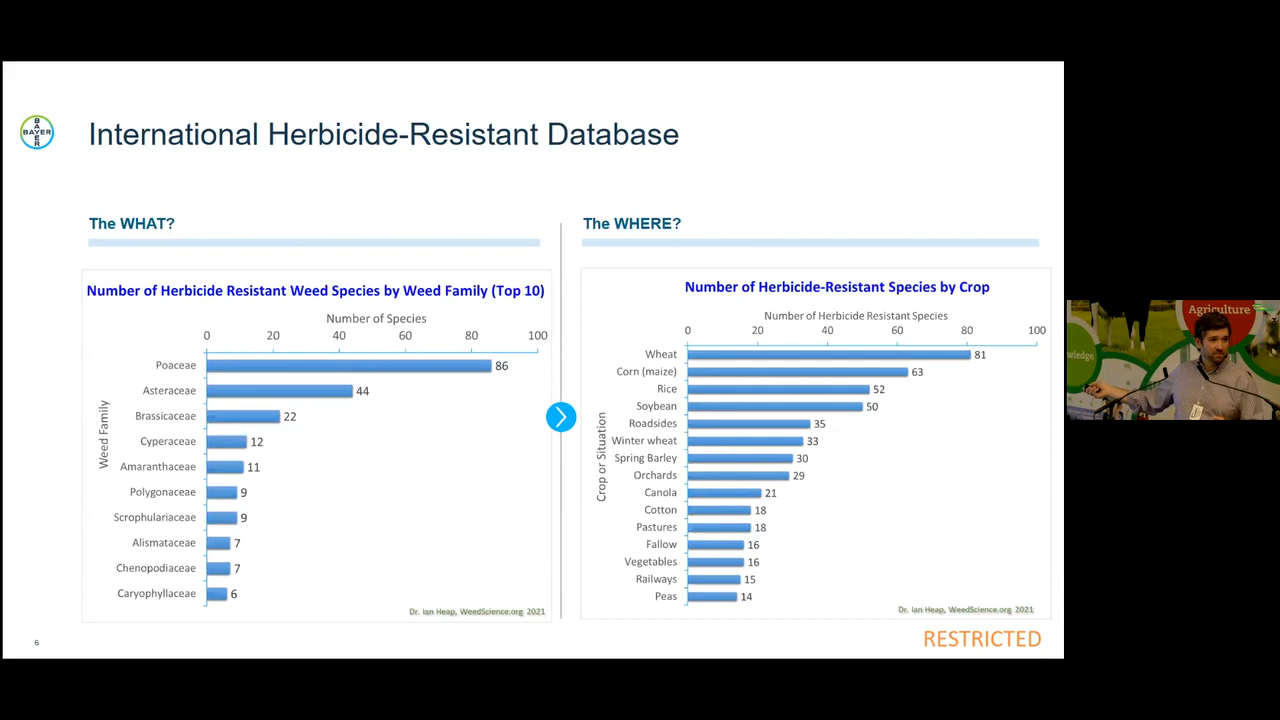 BAYER
BAYER
International Herbicide-Resistant Database
The WHAT?
Number of Herbicide Resistant Weed Species by Weed Family (Top 10)
Number of Species
0 20 40 60 80 100
Weed Family
Poaceae 86
Asteraceae 44
Brassicaceae 22
Cyperaceae 12
Amaranthaceae 11
Polygonaceae 9
Scrophulariaceae 9
Alismataceae 7
Chenopodiaceae 7
Caryophyllaceae 6
Dr. Ian Heap, WeedScience.org 2021
The WHERE?
Number of Herbicide-Resistant Species by Crop
Number of Herbicide Resistant Species
0 20 40 60 80 100
Crop or Situation
Wheat 81
Corn (maize) 63
Rice 52
Soybean 50
Roadsides 35
Winter wheat 33
Spring Barley 30
Orchards 29
Canola 21
Cotton 18
Pastures 18
Fallow 16
Vegetables 16
Railways 15
Peas 14
Dr. Ian Heap, WeedScience.org 2021
6
RESTRICTED
Agriculture
wledge